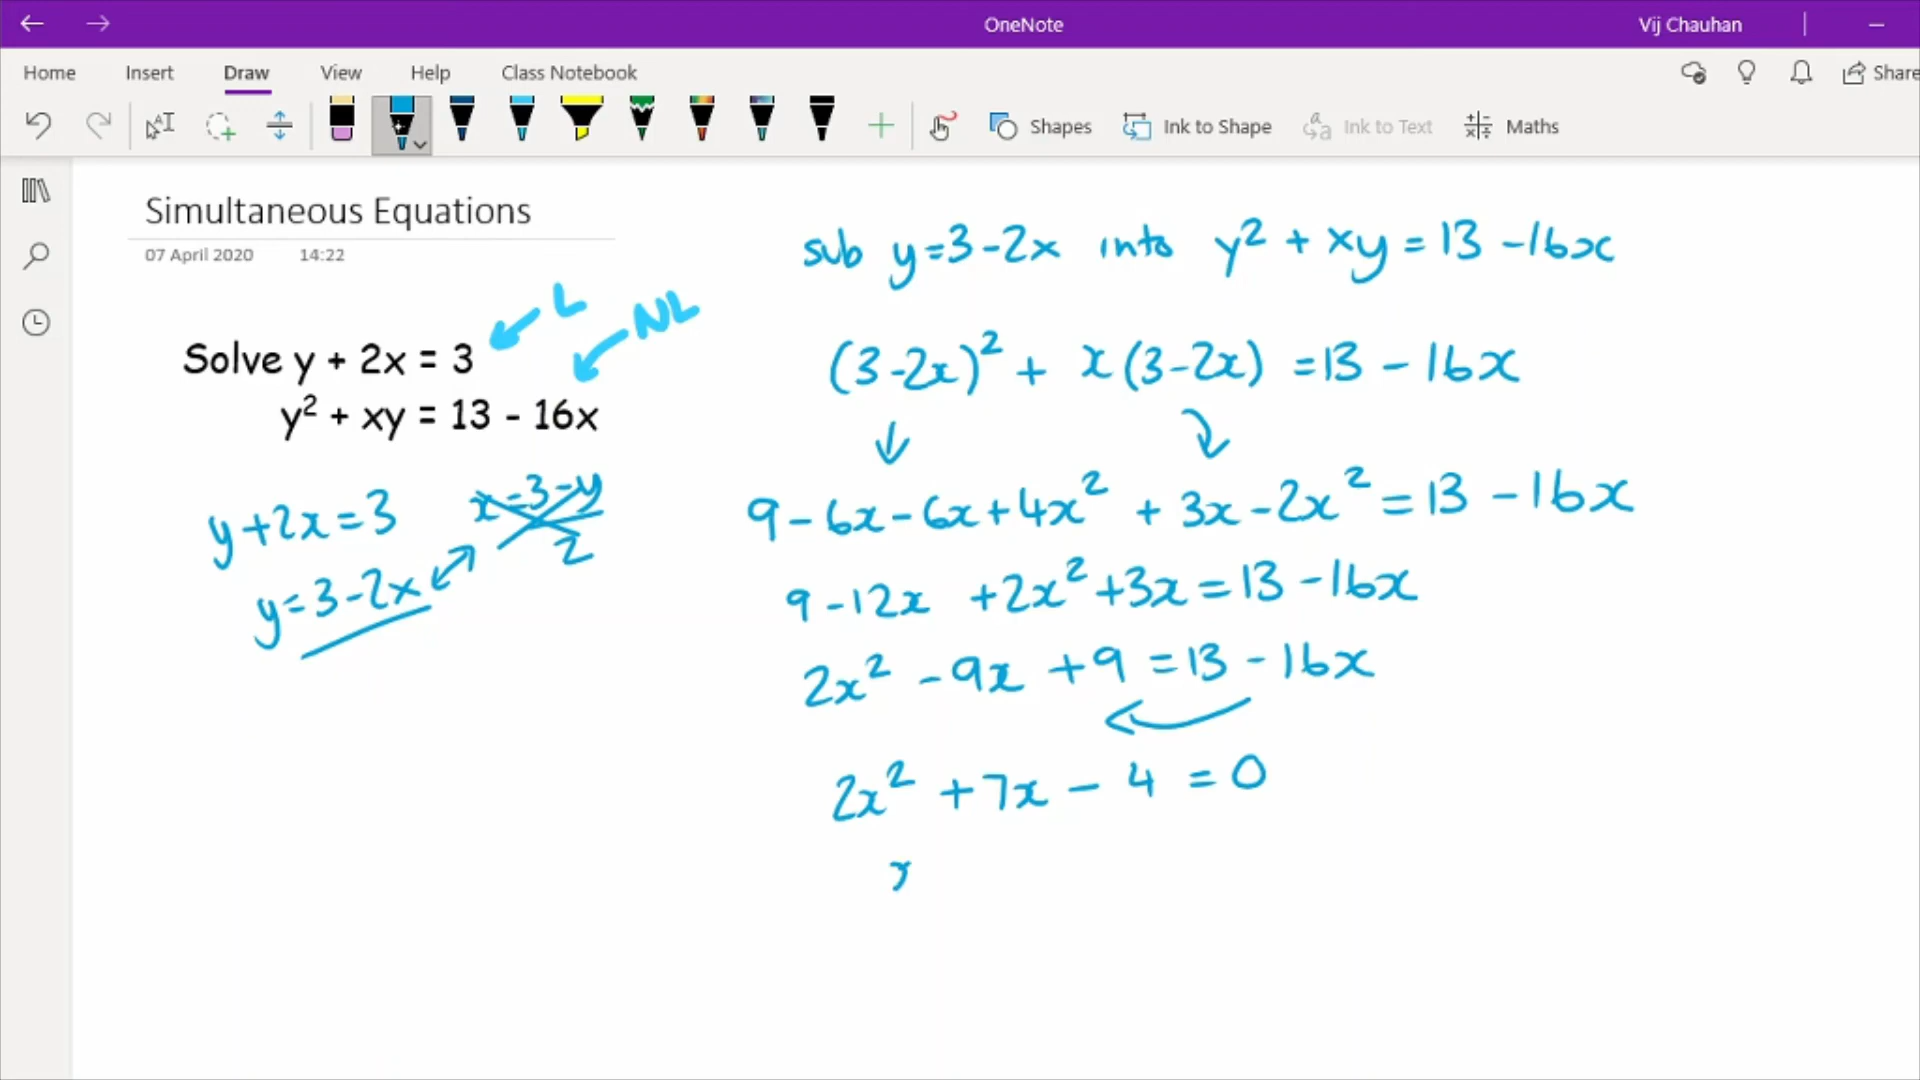 OneNote
Vij Chauhan
Home Insert Draw View Help Class Notebook Share
Shapes Ink to Shape Ink to Text Maths
Simultaneous Equations
07 April 2020 14:22
L
NL
Solve y + 2x = 3
y² + xy = 13 - 16x
y+2x=3
x=3-y
2
y=3-2x
sub y=3-2x into y² + xy = 13 -16x
(3-2x)² + x(3-2x) =13 - 16x
9 - 6x - 6x + 4x² + 3x - 2x² = 13 - 16x
9 - 12x +2x² +3x = 13 - 16x
2x² - 9x + 9 = 13 - 16x
2x² + 7x - 4 = 0
x